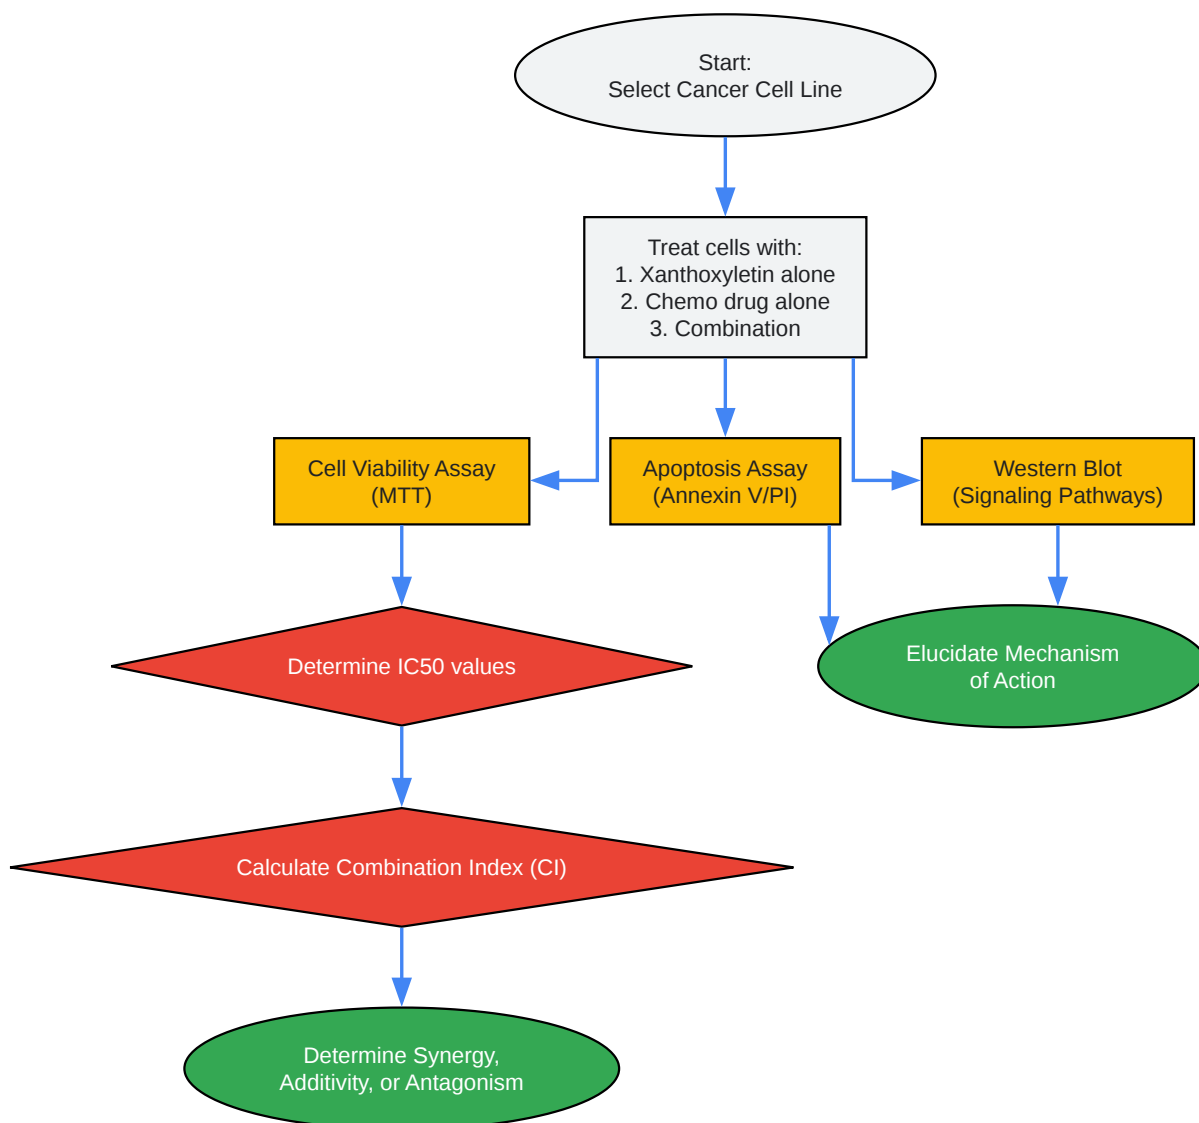 Start:
Select Cancer Cell Line
Treat cells with:
1. Xanthoxyletin alone
2. Chemo drug alone
3. Combination
Cell Viability Assay
(MTT)
Apoptosis Assay
(Annexin V/PI)
Western Blot
(Signaling Pathways)
Determine IC50 values
Elucidate Mechanism
of Action
Calculate Combination Index (CI)
Determine Synergy,
Additivity, or Antagonism